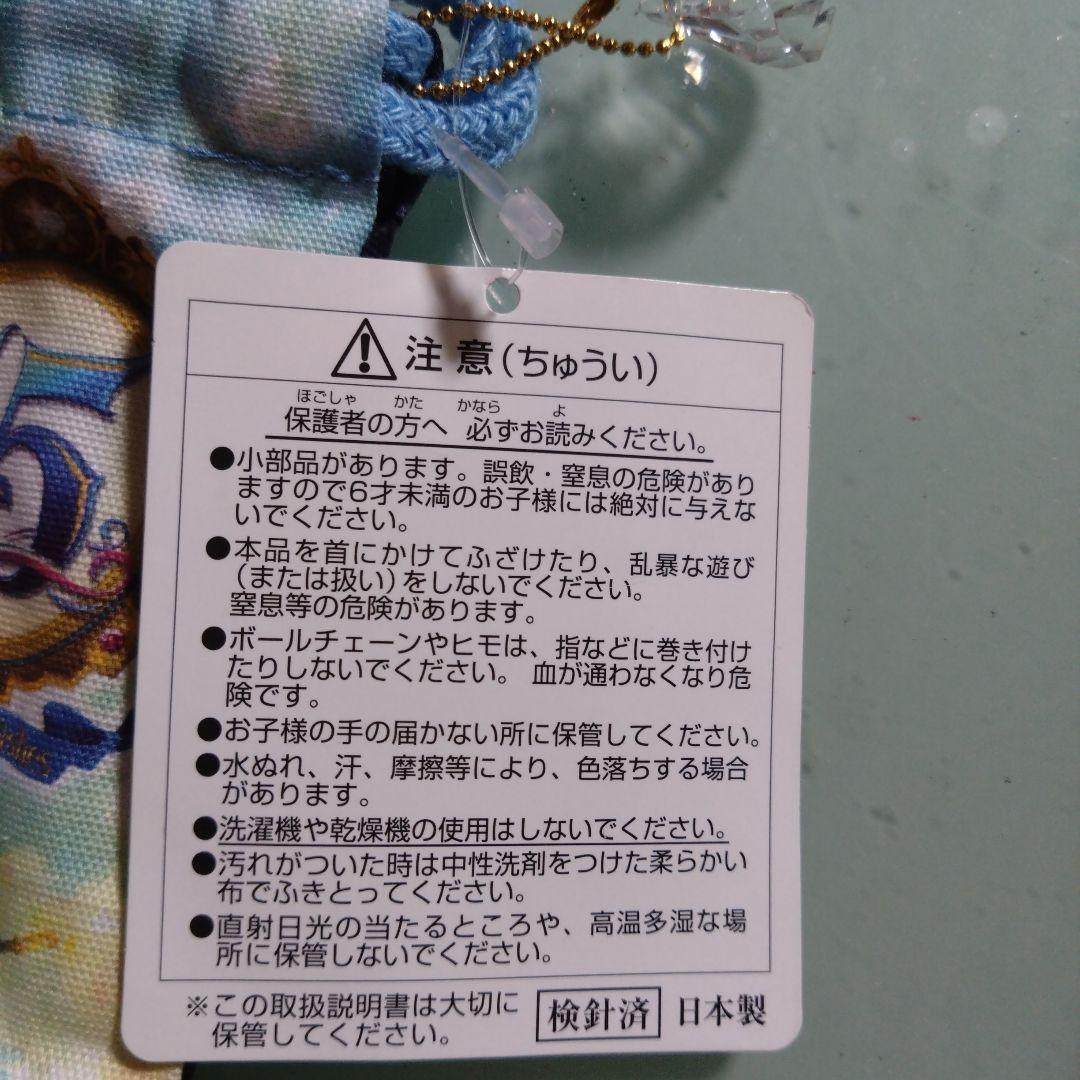 注意(ちゅうい)
ほごしゃ かた かなら よ
保護者の方へ 必ずお読みください。
●小部品があります。誤飲・窒息の危険があり
ますので6才未満のお子様には絶対に与えな
いでください。
●本品を首にかけてふざけたり、乱暴な遊び
(または扱い)をしないでください。
窒息等の危険があります。
●ボールチェーンやヒモは、指などに巻き付け
たりしないでください。血が通わなくなり危
険です。
●お子様の手の届かない所に保管してください。
●水ぬれ、汗、摩擦等により、色落ちする場合
があります。
●洗濯機や乾燥機の使用はしないでください。
●汚れがついた時は中性洗剤をつけた柔らかい
布でふきとってください。
●直射日光の当たるところや、高温多湿な場
所に保管しないでください。
※この取扱説明書は大切に
保管してください。
検針済 日本製